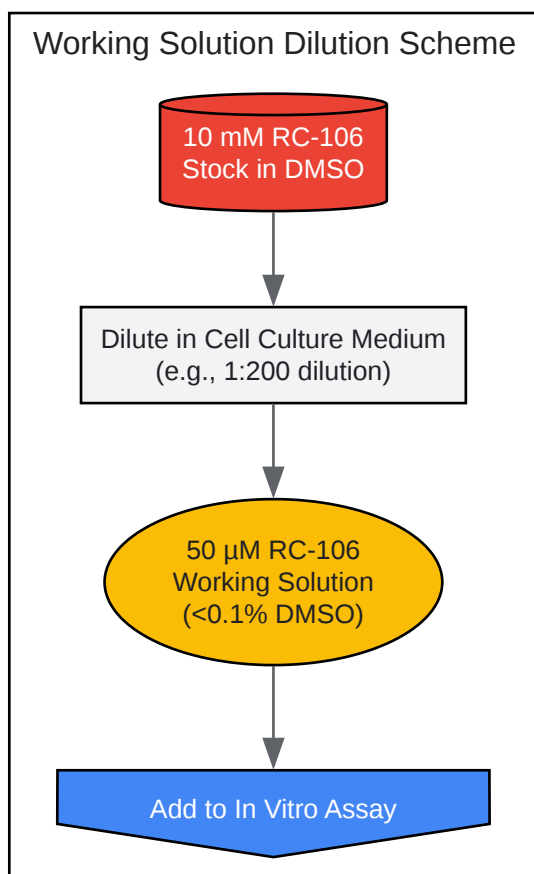 Working Solution Dilution Scheme
10 mM RC-106
Stock in DMSO
Dilute in Cell Culture Medium
(e.g., 1:200 dilution)
50 µM RC-106
Working Solution
(<0.1% DMSO)
Add to In Vitro Assay